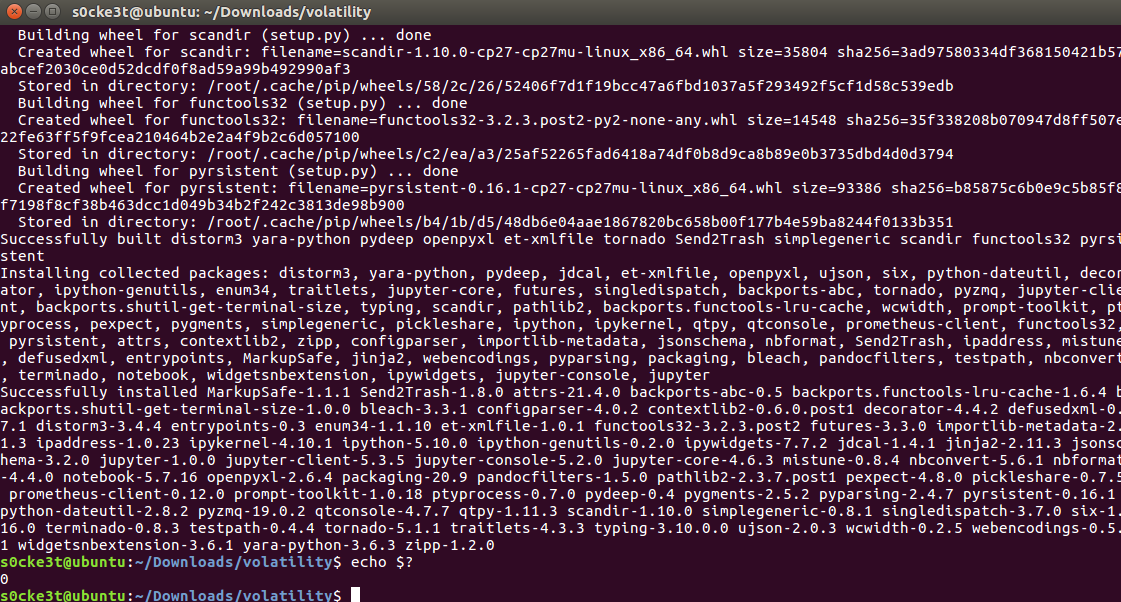 s0cke3t@ubuntu: ~/Downloads/volatility
  Building wheel for scandir (setup.py) ... done
  Created wheel for scandir: filename=scandir-1.10.0-cp27-cp27mu-linux_x86_64.whl size=35804 sha256=3ad97580334df368150421b57
abcef2030ce0d52dcdf0f8ad59a99b492990af3
  Stored in directory: /root/.cache/pip/wheels/58/2c/26/52406f7d1f19bcc47a6fbd1037a5f293492f5cf1d58c539edb
  Building wheel for functools32 (setup.py) ... done
  Created wheel for functools32: filename=functools32-3.2.3.post2-py2-none-any.whl size=14548 sha256=35f338208b070947d8ff507e
22fe63ff5f9fcea210464b2e2a4f9b2c6d057100
  Stored in directory: /root/.cache/pip/wheels/c2/ea/a3/25af52265fad6418a74df0b8d9ca8b89e0b3735dbd4d0d3794
  Building wheel for pyrsistent (setup.py) ... done
  Created wheel for pyrsistent: filename=pyrsistent-0.16.1-cp27-cp27mu-linux_x86_64.whl size=93386 sha256=b85875c6b0e9c5b85f8
f7198f8cf38b463dcc1d049b34b2f242c3813de98b900
  Stored in directory: /root/.cache/pip/wheels/b4/1b/d5/48db6e04aae1867820bc658b00f177b4e59ba8244f0133b351
Successfully built distorm3 yara-python pydeep openpyxl et-xmlfile tornado Send2Trash simplegeneric scandir functools32 pyrsi
stent
Installing collected packages: distorm3, yara-python, pydeep, jdcal, et-xmlfile, openpyxl, ujson, six, python-dateutil, decor
ator, ipython-genutils, enum34, traitlets, jupyter-core, futures, singledispatch, backports-abc, tornado, pyzmq, jupyter-clie
nt, backports.shutil-get-terminal-size, typing, scandir, pathlib2, backports.functools-lru-cache, wcwidth, prompt-toolkit, pt
yprocess, pexpect, pygments, simplegeneric, pickleshare, ipython, ipykernel, qtpy, qtconsole, prometheus-client, functools32,
 pyrsistent, attrs, contextlib2, zipp, configparser, importlib-metadata, jsonschema, nbformat, Send2Trash, ipaddress, mistune
, defusedxml, entrypoints, MarkupSafe, jinja2, webencodings, pyparsing, packaging, bleach, pandocfilters, testpath, nbconvert
, terminado, notebook, widgetsnbextension, ipywidgets, jupyter-console, jupyter
Successfully installed MarkupSafe-1.1.1 Send2Trash-1.8.0 attrs-21.4.0 backports-abc-0.5 backports.functools-lru-cache-1.6.4 b
ackports.shutil-get-terminal-size-1.0.0 bleach-3.3.1 configparser-4.0.2 contextlib2-0.6.0.post1 decorator-4.4.2 defusedxml-0.
7.1 distorm3-3.4.4 entrypoints-0.3 enum34-1.1.10 et-xmlfile-1.0.1 functools32-3.2.3.post2 futures-3.3.0 importlib-metadata-2.
1.3 ipaddress-1.0.23 ipykernel-4.10.1 ipython-5.10.0 ipython-genutils-0.2.0 ipywidgets-7.7.2 jdcal-1.4.1 jinja2-2.11.3 jsonsc
hema-3.2.0 jupyter-1.0.0 jupyter-client-5.3.5 jupyter-console-5.2.0 jupyter-core-4.6.3 mistune-0.8.4 nbconvert-5.6.1 nbformat
-4.4.0 notebook-5.7.16 openpyxl-2.6.4 packaging-20.9 pandocfilters-1.5.0 pathlib2-2.3.7.post1 pexpect-4.8.0 pickleshare-0.7.5
 prometheus-client-0.12.0 prompt-toolkit-1.0.18 ptyprocess-0.7.0 pydeep-0.4 pygments-2.5.2 pyparsing-2.4.7 pyrsistent-0.16.1
python-dateutil-2.8.2 pyzmq-19.0.2 qtconsole-4.7.7 qtpy-1.11.3 scandir-1.10.0 simplegeneric-0.8.1 singledispatch-3.7.0 six-1.
16.0 terminado-0.8.3 testpath-0.4.4 tornado-5.1.1 traitlets-4.3.3 typing-3.10.0.0 ujson-2.0.3 wcwidth-0.2.5 webencodings-0.5.
1 widgetsnbextension-3.6.1 yara-python-3.6.3 zipp-1.2.0
s0cke3t@ubuntu:~/Downloads/volatility$ echo $?
0
s0cke3t@ubuntu:~/Downloads/volatility$